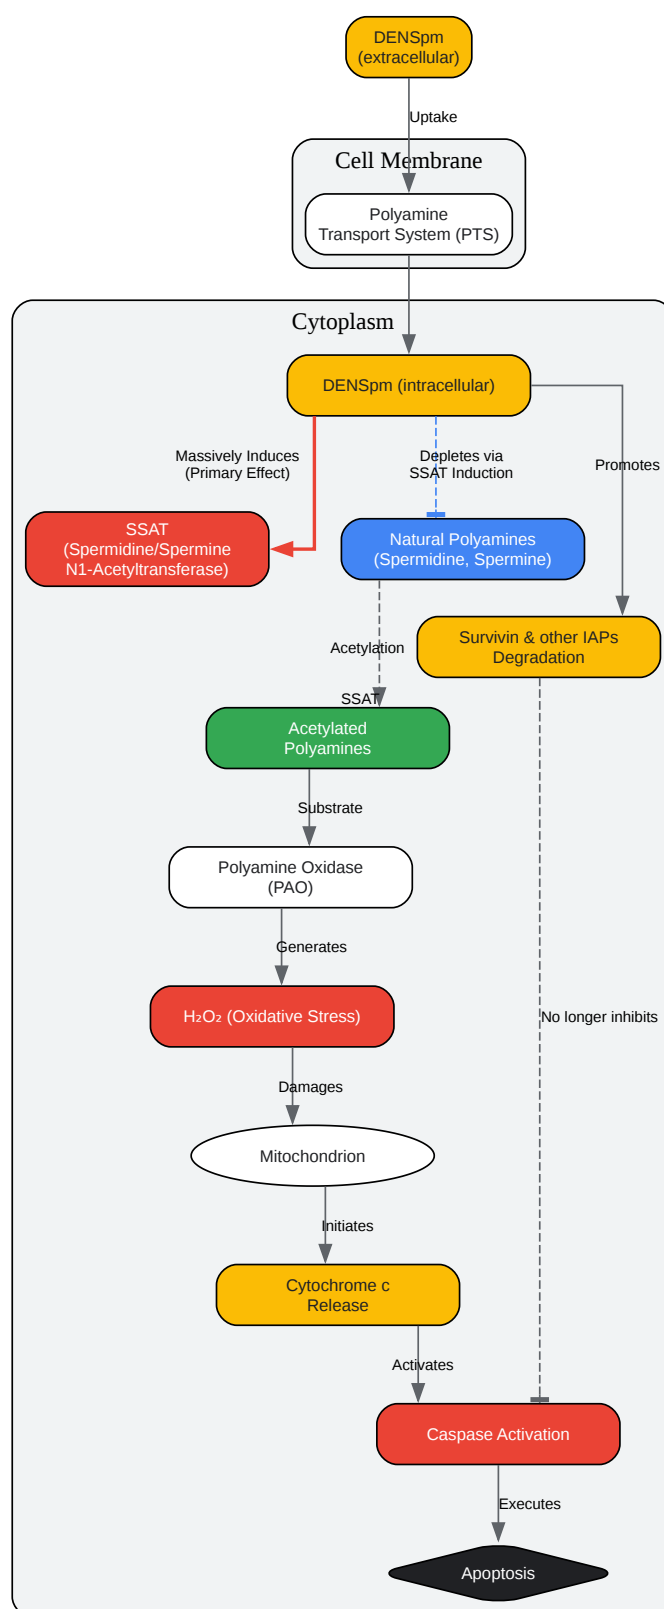 DENSpm
(extracellular)
Uptake
Cell Membrane
Polyamine
Transport System (PTS)
Cytoplasm
DENSpm (intracellular)
Massively Induces
(Primary Effect)
Depletes via
SSAT Induction
Promotes
SSAT
(Spermidine/Spermine
N1-Acetyltransferase)
Natural Polyamines
(Spermidine, Spermine)
Survivin & other IAPs
Degradation
Acetylation
SSAT
Acetylated
Polyamines
Substrate
Polyamine Oxidase
(PAO)
Generates
H₂O₂ (Oxidative Stress)
No longer inhibits
Damages
Mitochondrion
Initiates
Cytochrome c
Release
Activates
Caspase Activation
Executes
Apoptosis